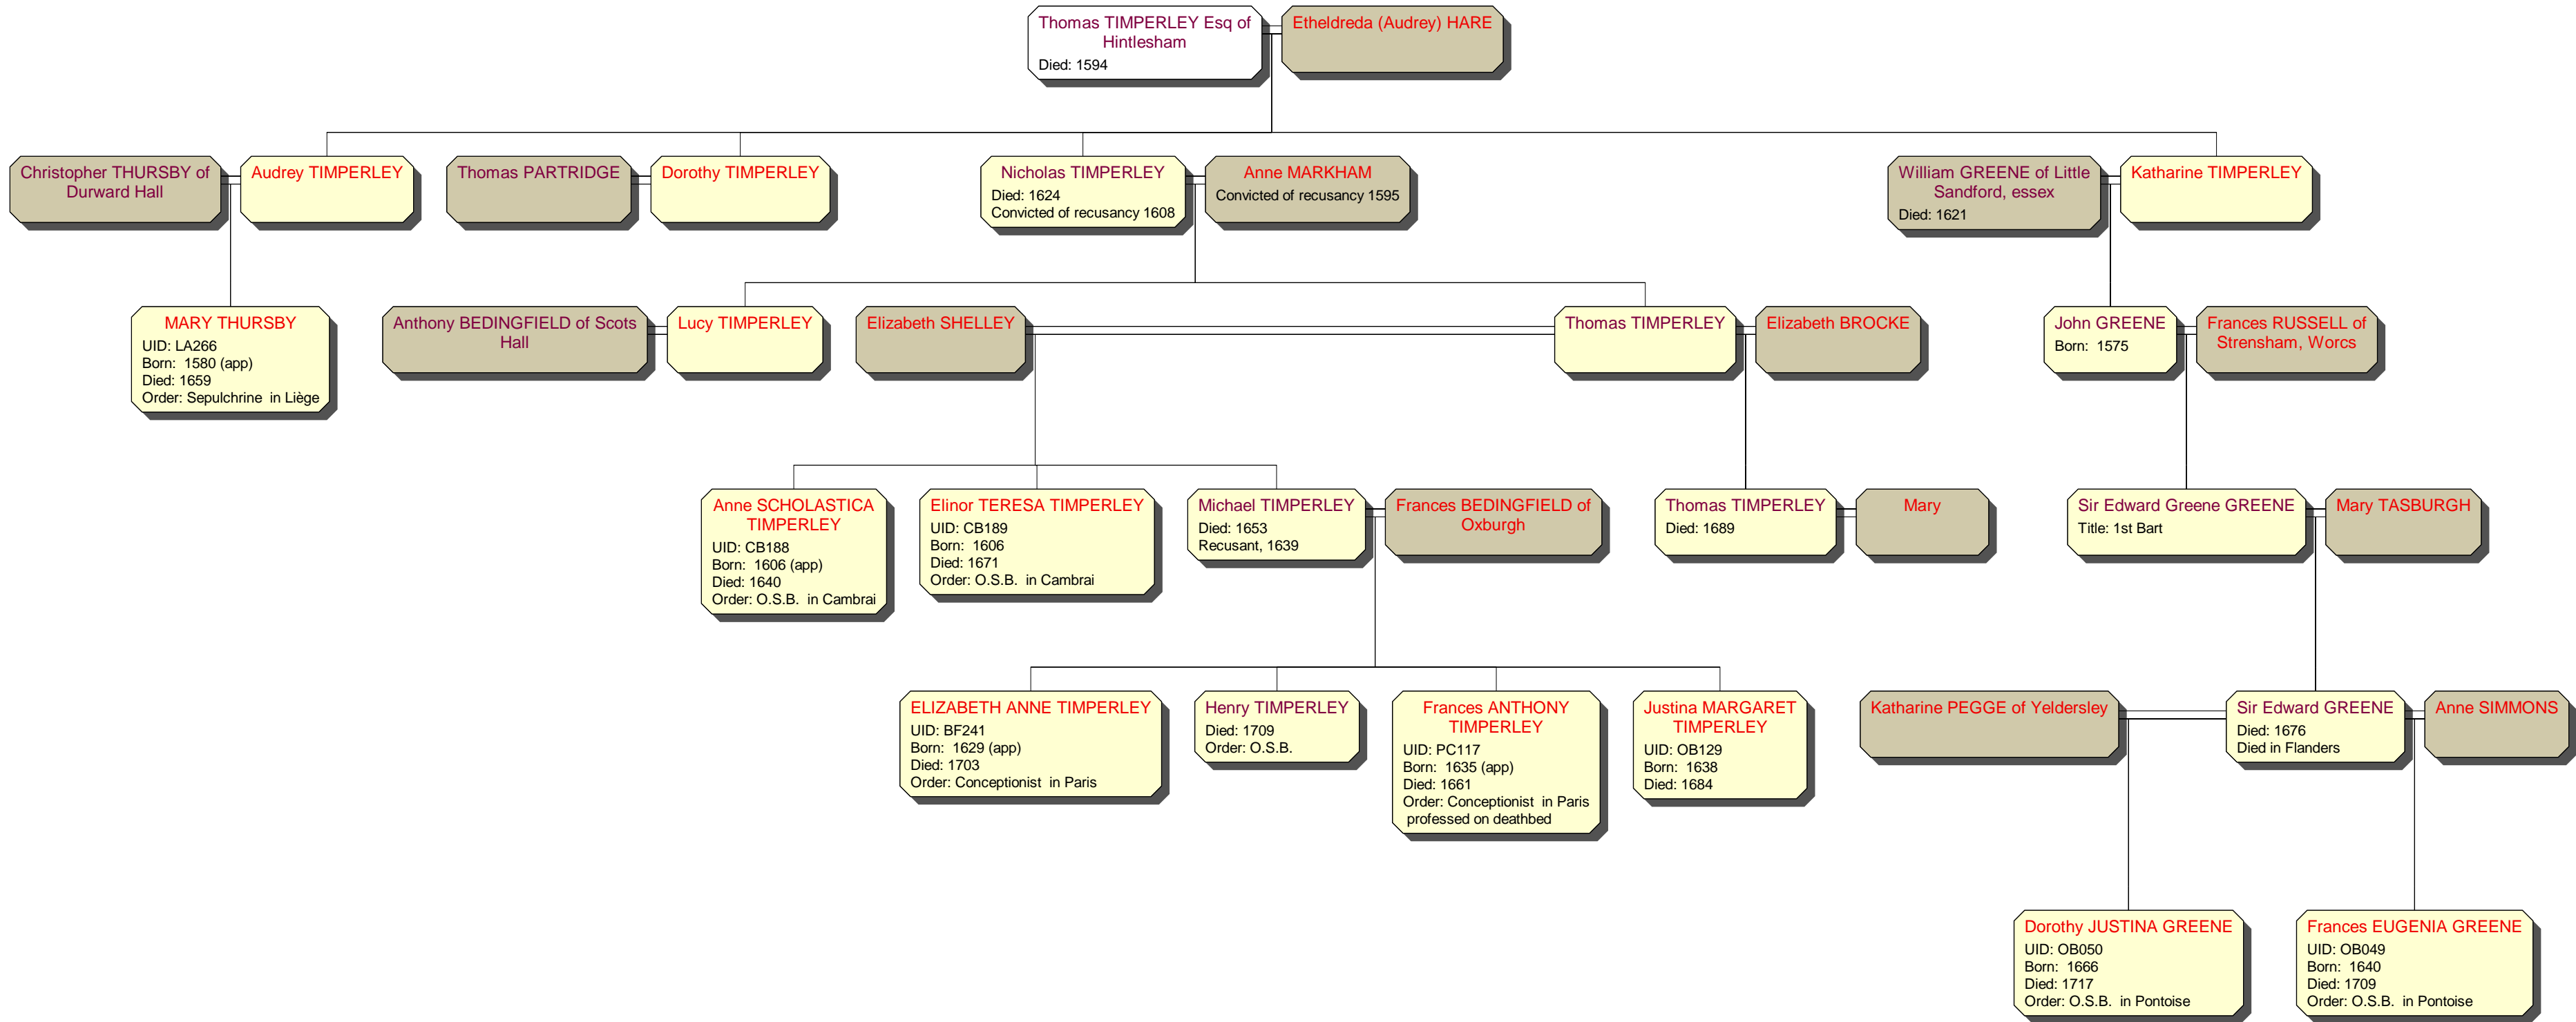 Thomas TIMPERLEY Esq of
Hintlesham
Died: 1594
Etheldreda (Audrey) HARE
Christopher THURSBY of
Durward Hall
Audrey TIMPERLEY
Thomas PARTRIDGE
Dorothy TIMPERLEY
Nicholas TIMPERLEY
Died: 1624
Convicted of recusancy 1608
Anne MARKHAM
Convicted of recusancy 1595
William GREENE of Little
Sandford, essex
Died: 1621
Katharine TIMPERLEY
MARY THURSBY
UID: LA266
Born: 1580 (app)
Died: 1659
Order: Sepulchrine in Liège
Anthony BEDINGFIELD of Scots
Hall
Lucy TIMPERLEY
Elizabeth SHELLEY
Thomas TIMPERLEY
Elizabeth BROCKE
John GREENE
Born: 1575
Frances RUSSELL of
Strensham, Worcs
Anne SCHOLASTICA
TIMPERLEY
UID: CB188
Born: 1606 (app)
Died: 1640
Order: O.S.B. in Cambrai
Elinor TERESA TIMPERLEY
UID: CB189
Born: 1606
Died: 1671
Order: O.S.B. in Cambrai
Michael TIMPERLEY
Died: 1653
Recusant, 1639
Frances BEDINGFIELD of
Oxburgh
Thomas TIMPERLEY
Died: 1689
Mary
Sir Edward Greene GREENE
Title: 1st Bart
Mary TASBURGH
ELIZABETH ANNE TIMPERLEY
UID: BF241
Born: 1629 (app)
Died: 1703
Order: Conceptionist in Paris
Henry TIMPERLEY
Died: 1709
Order: O.S.B.
Frances ANTHONY
TIMPERLEY
UID: PC117
Born: 1635 (app)
Died: 1661
Order: Conceptionist in Paris
professed on deathbed
Justina MARGARET
TIMPERLEY
UID: OB129
Born: 1638
Died: 1684
Katharine PEGGE of Yeldersley
Sir Edward GREENE
Died: 1676
Died in Flanders
Anne SIMMONS
Dorothy JUSTINA GREENE
UID: OB050
Born: 1666
Died: 1717
Order: O.S.B. in Pontoise
Frances EUGENIA GREENE
UID: OB049
Born: 1640
Died: 1709
Order: O.S.B. in Pontoise